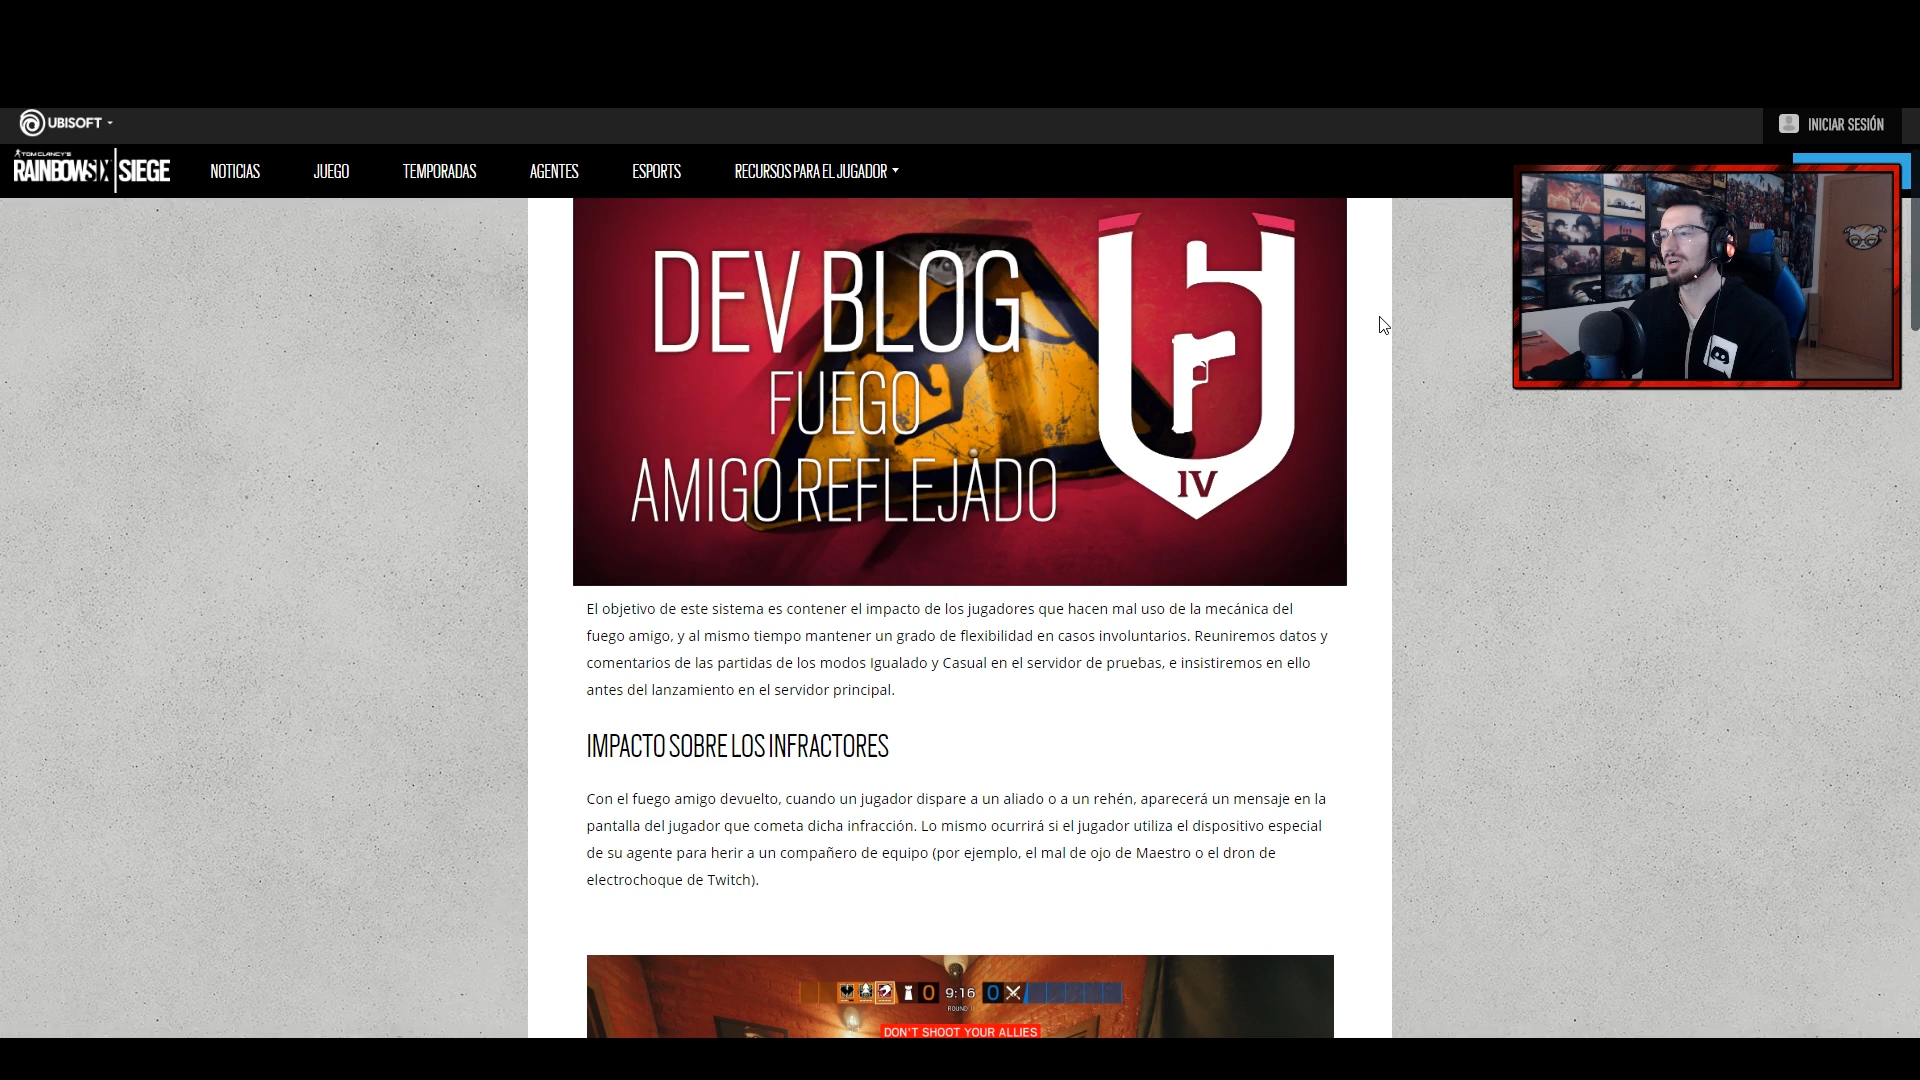 UBISOFT
INICIAR SESIÓN
TOM CLANCY'S
RAINBOWSIX|SIEGE
NOTICIAS
JUEGO
TEMPORADAS
AGENTES
ESPORTS
RECURSOS PARA EL JUGADOR
DEV BLOG
FUEGO
AMIGO REFLEJADO
IV
El objetivo de este sistema es contener el impacto de los jugadores que hacen mal uso de la mecánica del
fuego amigo, y al mismo tiempo mantener un grado de flexibilidad en casos involuntarios. Reuniremos datos y
comentarios de las partidas de los modos Igualado y Casual en el servidor de pruebas, e insistiremos en ello
antes del lanzamiento en el servidor principal.
IMPACTO SOBRE LOS INFRACTORES
Con el fuego amigo devuelto, cuando un jugador dispare a un aliado o a un rehén, aparecerá un mensaje en la
pantalla del jugador que cometa dicha infracción. Lo mismo ocurrirá si el jugador utiliza el dispositivo especial
de su agente para herir a un compañero de equipo (por ejemplo, el mal de ojo de Maestro o el dron de
electrochoque de Twitch).
0 9:16 0
ROUND
DON'T SHOOT YOUR ALLIES